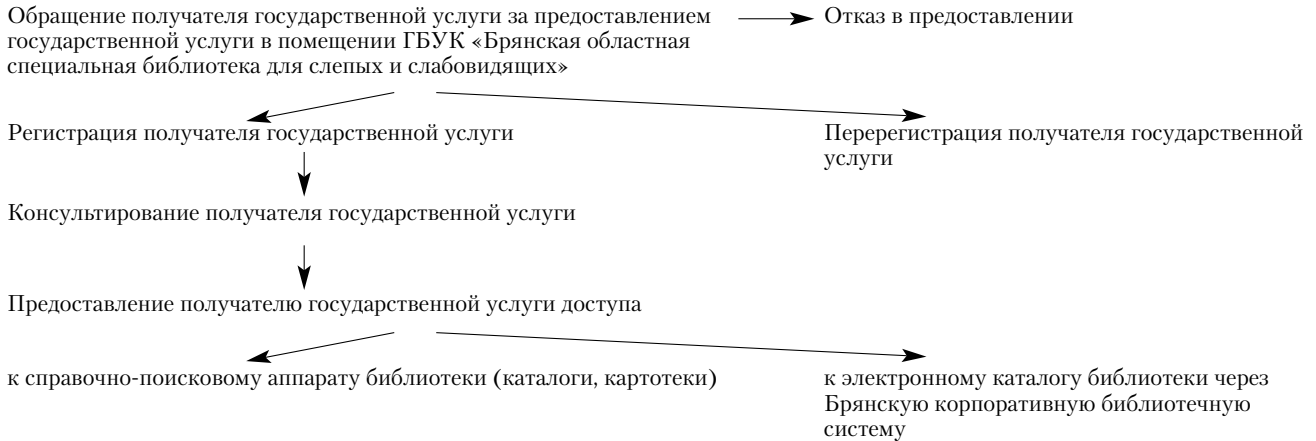 Обращение получателя государственной услуги за предоставлением
государственной услуги в помещении ГБУК «Брянская областная
специальная библиотека для слепых и слабовидящих»
Отказ в предоставлении
Регистрация получателя государственной услуги
Перерегистрация получателя государственной
услуги
Консультирование получателя государственной услуги
Предоставление получателю государственной услуги доступа
к справочно-поисковому аппарату библиотеки (каталоги, картотеки)
к электронному каталогу библиотеки через
Брянскую корпоративную библиотечную
систему